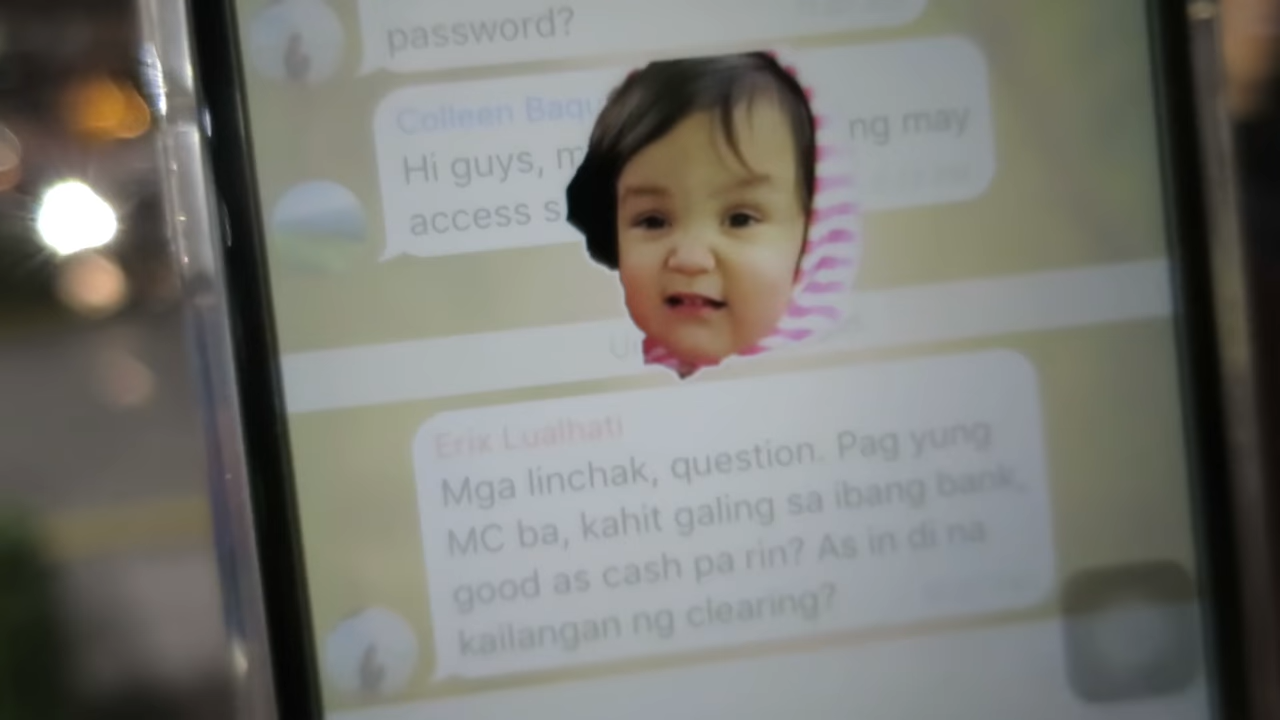 password?
Colleen Baqu
Hi guys, m ng may
access s
Erix Lualhati
Mga linchak, question. Pag yung
MC ba, kahit galing sa ibang bank,
good as cash pa rin? As in di na
kailangan ng clearing?